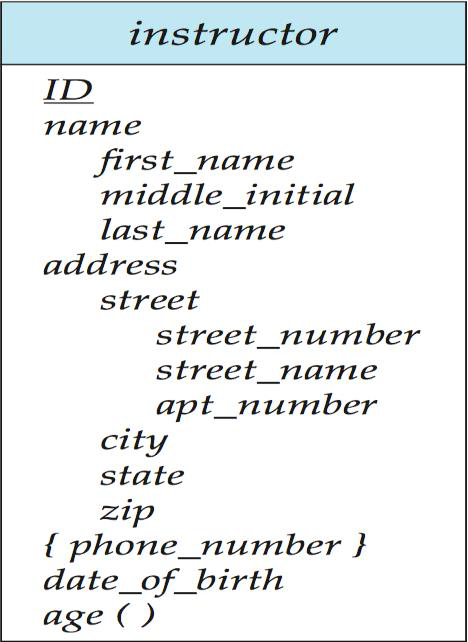 instructor
ID
name
first_name
middle_initial
last_name
address
street
street_number
street_name
apt_number
city
state
zip
{ phone_number }
date_of_birth
age ( )